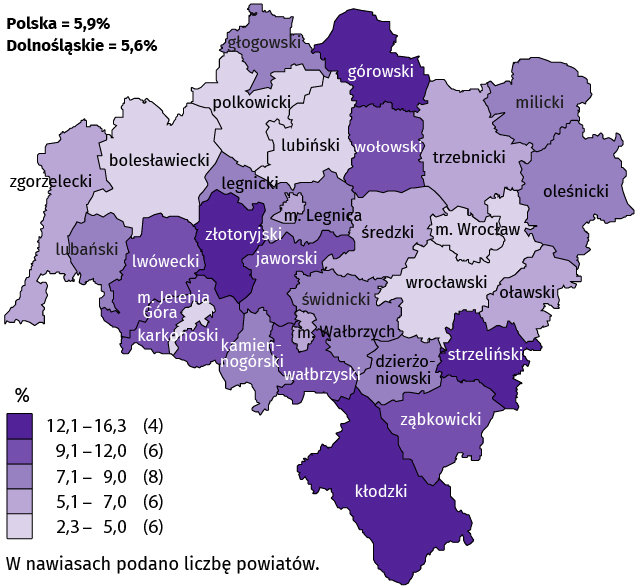 Polska = 5,9%
Dolnośląskie = 5,6%
głogowski
górowski
polkowicki
milicki
lubiński
wołowski
trzebnicki
bolesławiecki
zgorzelecki
legnicki
oleśnicki
m. Legnica
złotoryjski
średzki
m. Wrocław
lubański
lwówecki
jaworski
wrocławski
oławski
m. Jelenia
Góra
świdnicki
karkonoski
m. Wałbrzych
kamien-
nogórski
strzeliński
dzierżo-
niowski
wałbrzyski
ząbkowicki
kłodzki
%
12,1 – 16,3 (4)
9,1 – 12,0 (6)
7,1 – 9,0 (8)
5,1 – 7,0 (6)
2,3 – 5,0 (6)
W nawiasach podano liczbę powiatów.